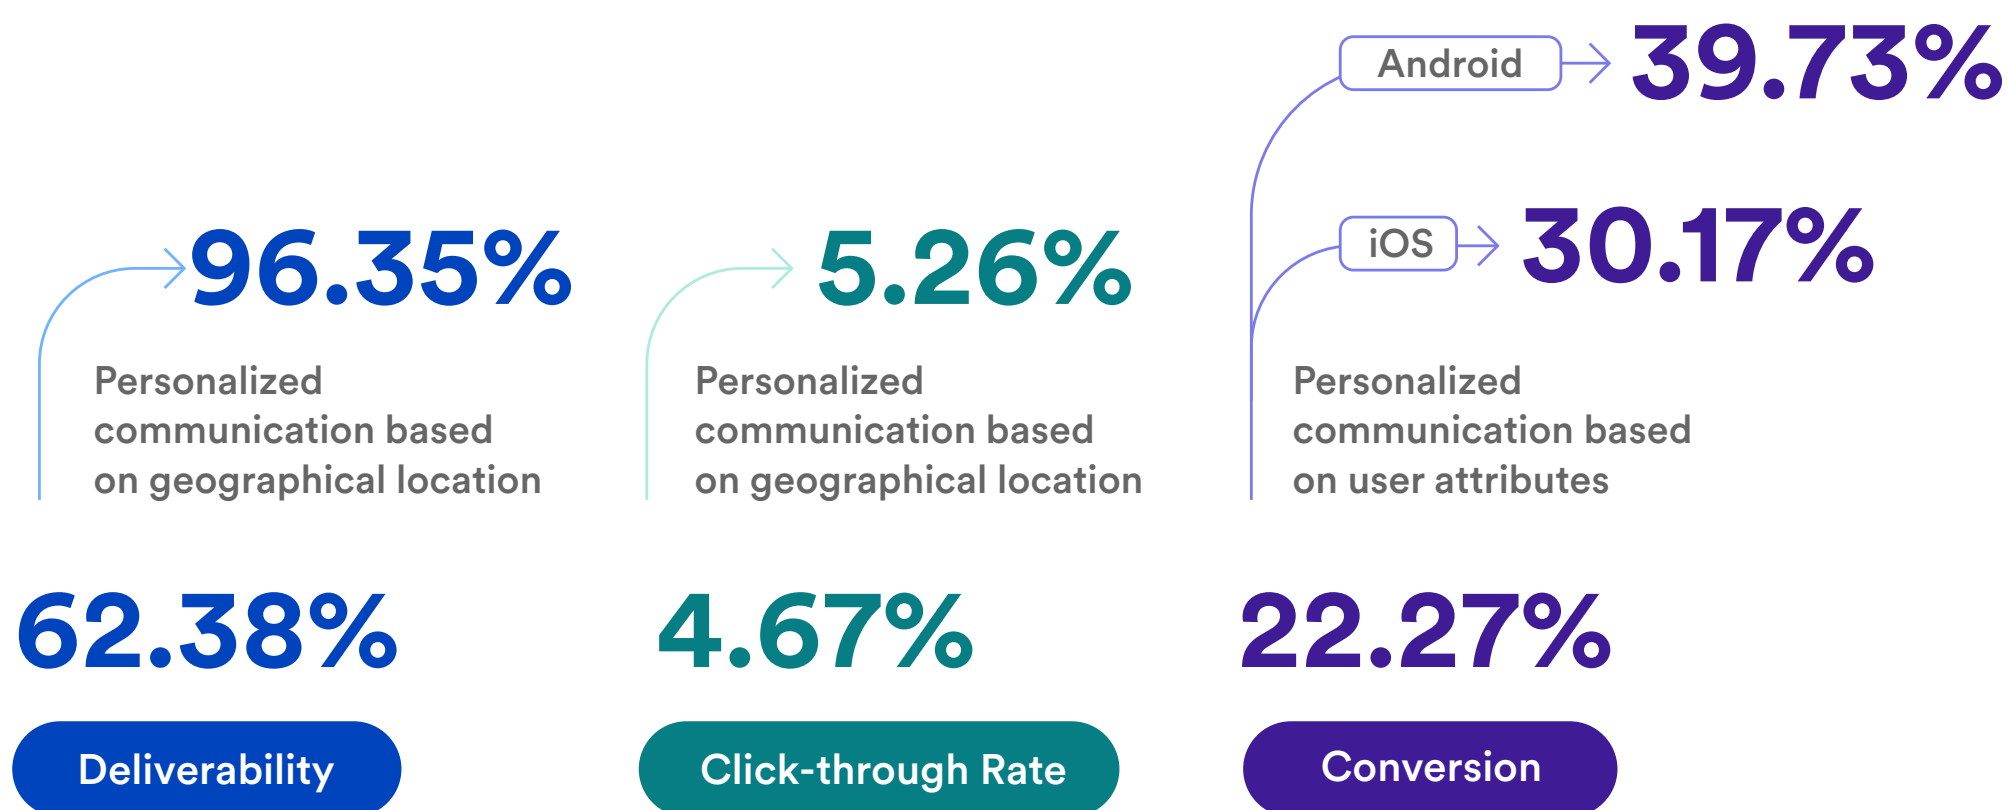 96.35%
Personalized
communication based
on geographical location
62.38%
Deliverability
5.26%
Personalized
communication based
on geographical location
4.67%
Click-through Rate
Android
39.73%
iOS
30.17%
Personalized
communication based
on user attributes
22.27%
Conversion